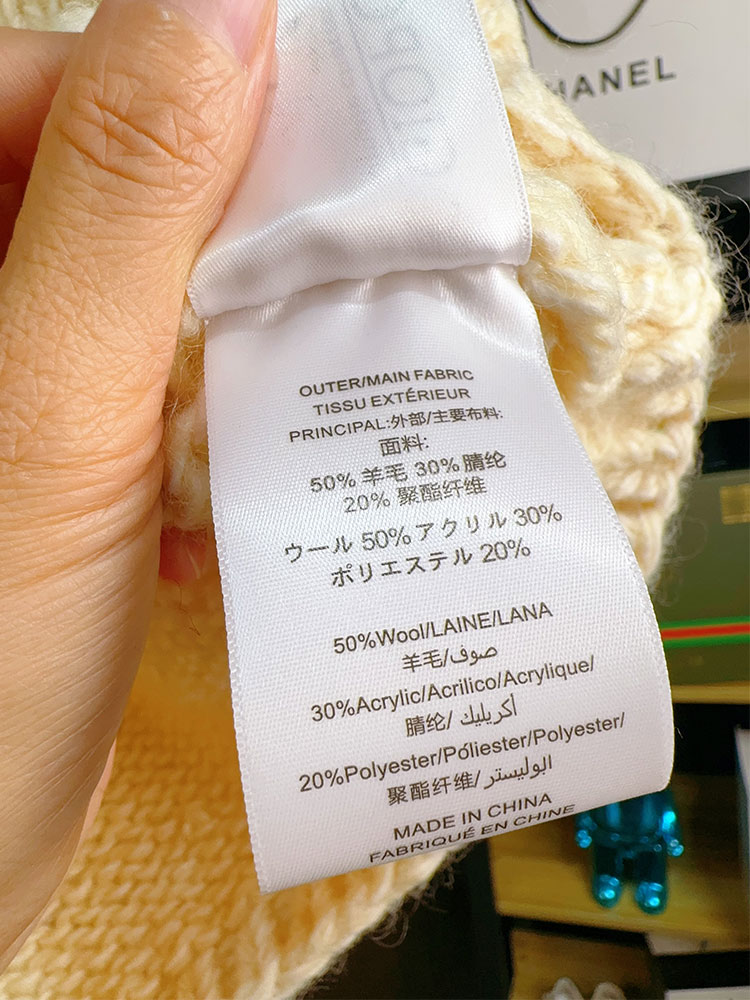 CHANEL
OUTER/MAIN FABRIC
TISSU EXTÉRIEUR
PRINCIPAL:外部/主要布料:
面料:
50% 羊毛 30% 腈纶
20% 聚酯纤维
ウール 50% アクリル 30%
ポリエステル 20%
50%Wool/LAINE/LANA
羊毛/صوف
30%Acrylic/Acrilico/Acrylique/
腈纶/ أكريليك
20%Polyester/Póliester/Polyester/
聚酯纤维/ البوليستر
MADE IN CHINA
FABRIQUÉ EN CHINE